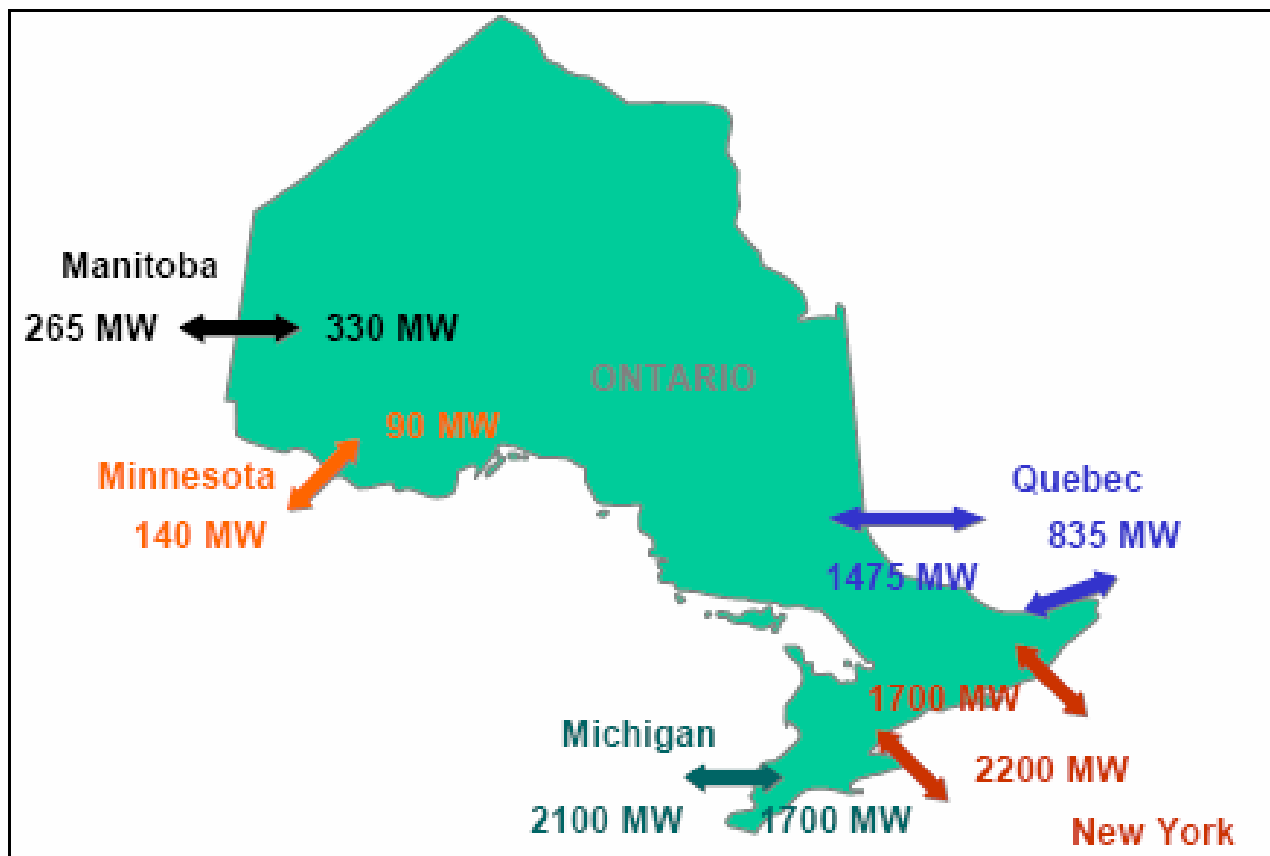 Manitoba
265 MW
330 MW
ONTARIO
90 MW
Minnesota
140 MW
Quebec
835 MW
1475 MW
1700 MW
2200 MW
New York
Michigan
2100 MW
1700 MW